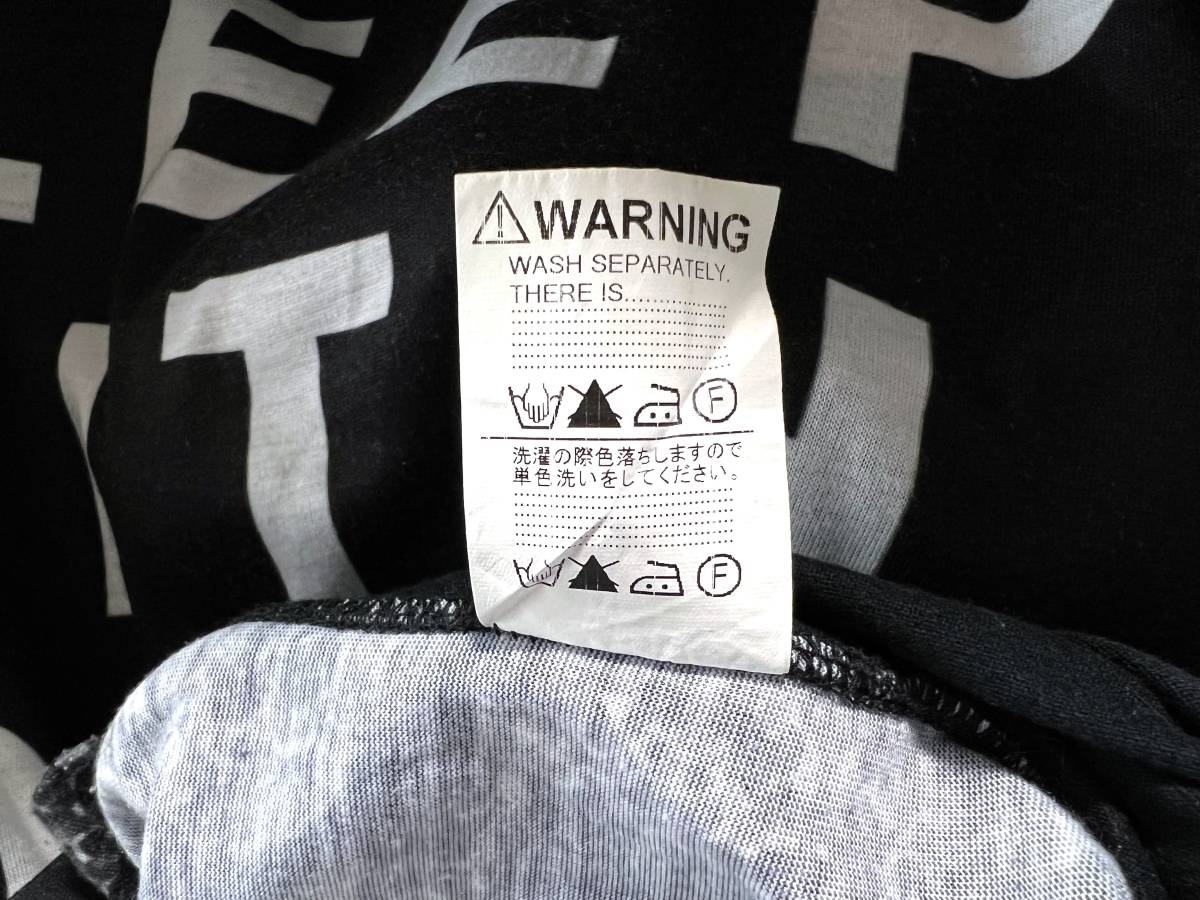 EE
E
P
T
WARNING
WASH SEPARATELY.
THERE IS..................
F
洗濯の際色落ちしますので
単色洗いをしてください。
F